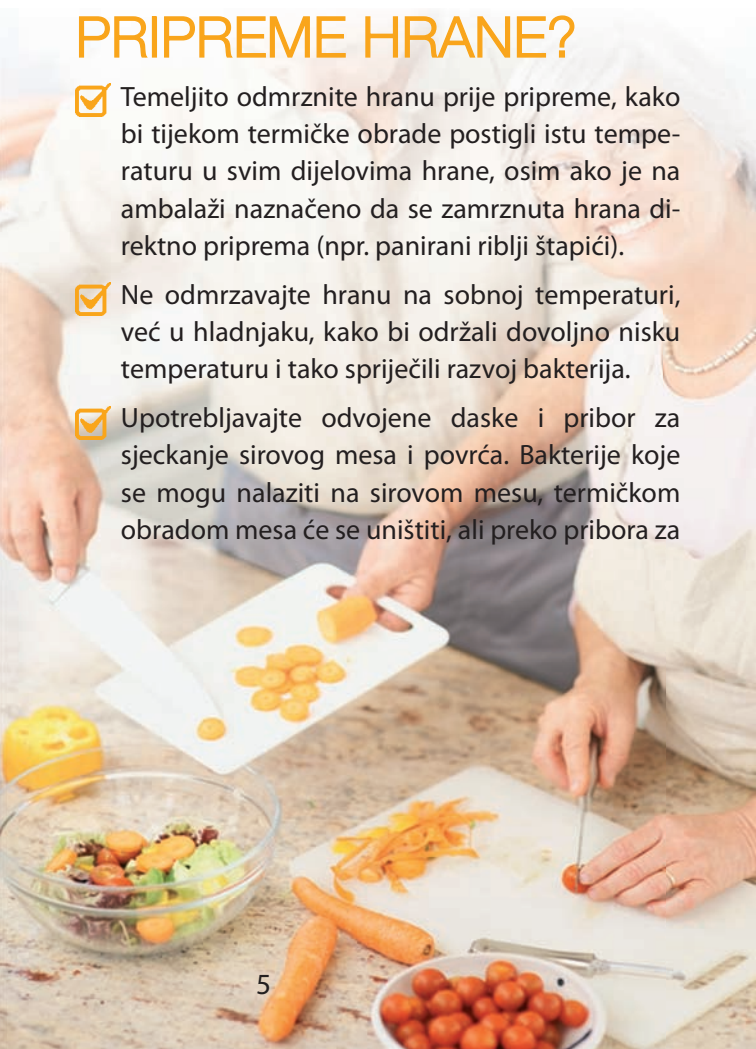 PRIPREME HRANE?
Temeljito odmrznite hranu prije pripreme, kako
bi tijekom termičke obrade postigli istu tempe-
raturu u svim dijelovima hrane, osim ako je na
ambalaži naznačeno da se zamrznuta hrana di-
rektno priprema (npr. panirani riblji štapići).
Ne odmrzavajte hranu na sobnoj temperaturi,
već u hladnjaku, kako bi održali dovoljno nisku
temperaturu i tako spriječili razvoj bakterija.
Upotrebljavajte odvojene daske i pribor za
sjeckanje sirovog mesa i povrća. Bakterije koje
se mogu nalaziti na sirovom mesu, termičkom
obradom mesa će se uništiti, ali preko pribora za
5